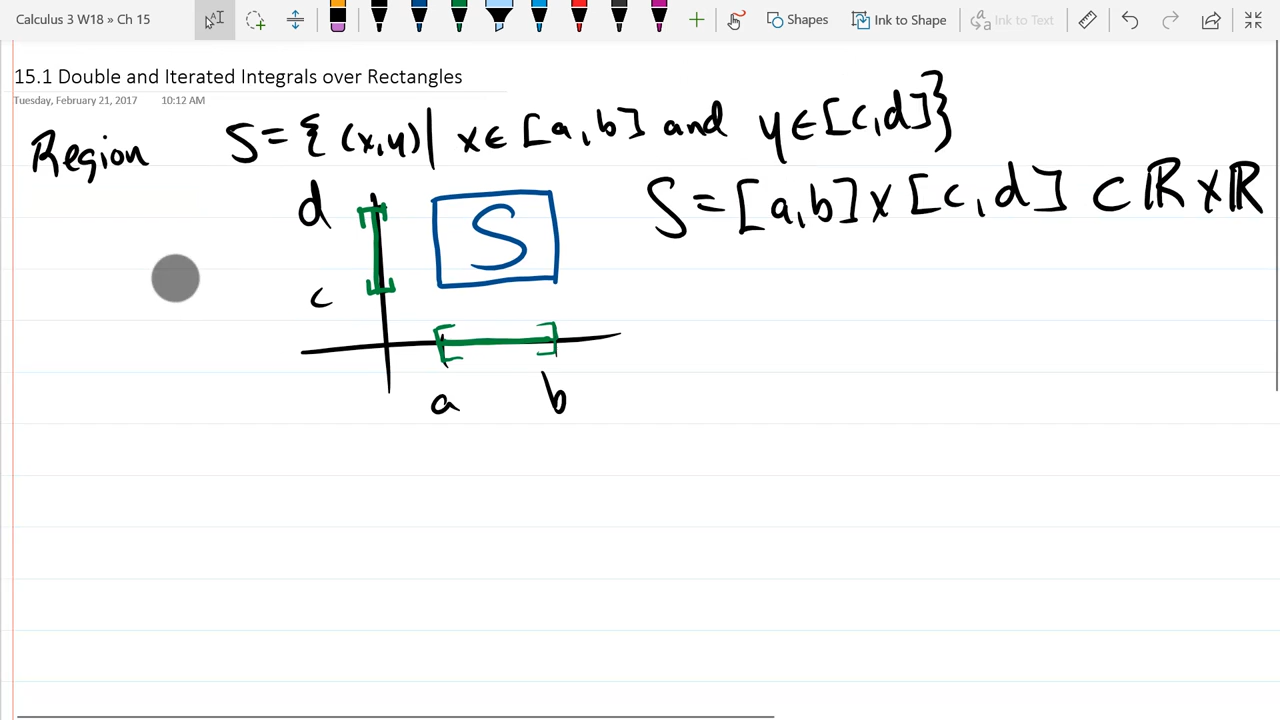 Calculus 3 W18 » Ch 15
Shapes
Ink to Shape
Ink to Text
15.1 Double and Iterated Integrals over Rectangles
Tuesday, February 21, 2017 10:12 AM
Region S = { (x,y) | x ∈ [a,b] and y ∈ [c,d] }
S = [a,b] x [c,d] ⊂ ℝ x ℝ
d
S
c
a b